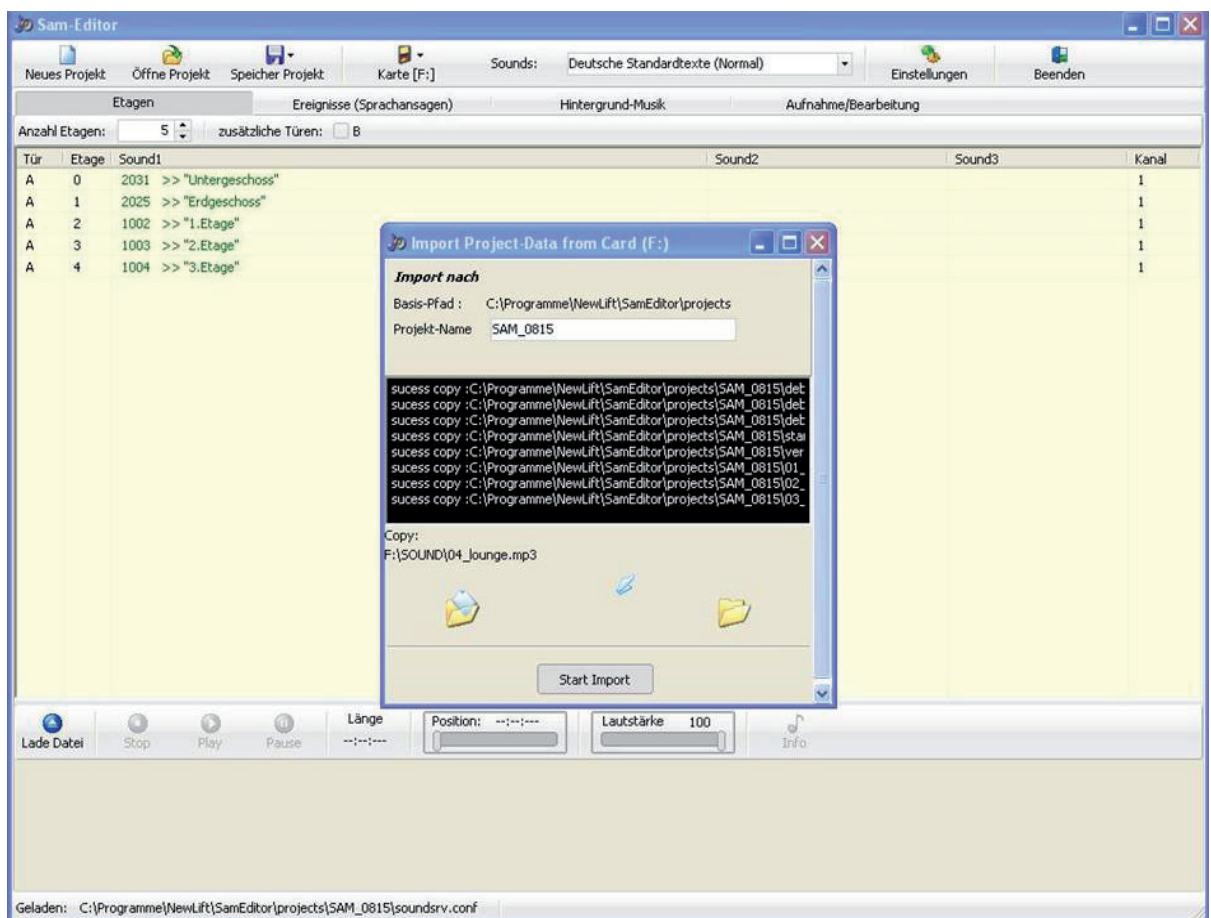 Sam-Editor
Neues Projekt Öffne Projekt Speicher Projekt Karte [F:] Sounds: Deutsche Standardtexte (Normal) Einstellungen Beenden
Etagen Ereignisse (Sprachansagen) Hintergrund-Musik Aufnahme/Bearbeitung
Anzahl Etagen: 5 zusätzliche Türen: B
Tür Etage Sound1 Sound2 Sound3 Kanal
A 0 2031 >> "Untergeschoss" 1
A 1 2025 >> "Erdgeschoss" 1
A 2 1002 >> "1.Etage" 1
A 3 1003 >> "2.Etage" 1
A 4 1004 >> "3.Etage" 1
Import Project-Data from Card (F:)
Import nach
Basis-Pfad : C:\Programme\NewLift\SamEditor\projects
Projekt-Name SAM_0815
sucess copy :C:\Programme\NewLift\SamEditor\projects\SAM_0815\det
sucess copy :C:\Programme\NewLift\SamEditor\projects\SAM_0815\det
sucess copy :C:\Programme\NewLift\SamEditor\projects\SAM_0815\det
sucess copy :C:\Programme\NewLift\SamEditor\projects\SAM_0815\sta
sucess copy :C:\Programme\NewLift\SamEditor\projects\SAM_0815\ver
sucess copy :C:\Programme\NewLift\SamEditor\projects\SAM_0815\01_
sucess copy :C:\Programme\NewLift\SamEditor\projects\SAM_0815\02_
sucess copy :C:\Programme\NewLift\SamEditor\projects\SAM_0815\03_
Copy:
F:\SOUND\04_lounge.mp3
Start Import
Lade Datei Stop Play Pause Länge --:--:--- Position: --:--:--- Lautstärke 100 Info
Geladen: C:\Programme\NewLift\SamEditor\projects\SAM_0815\soundsrv.conf